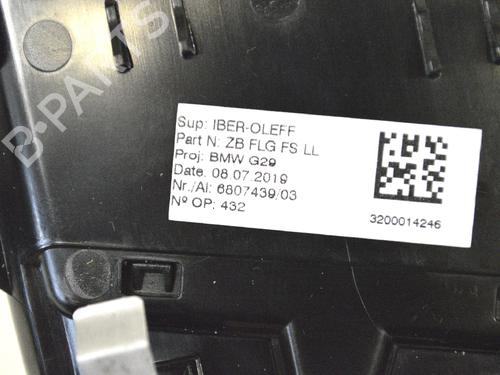 B-PARTS
Sup: IBER-OLEFF
Part N: ZB FLG FS LL
Proj: BMW G29
Date: 08.07.2019
Nr./AI: 6807439/03
Nº OP: 432
3200014246